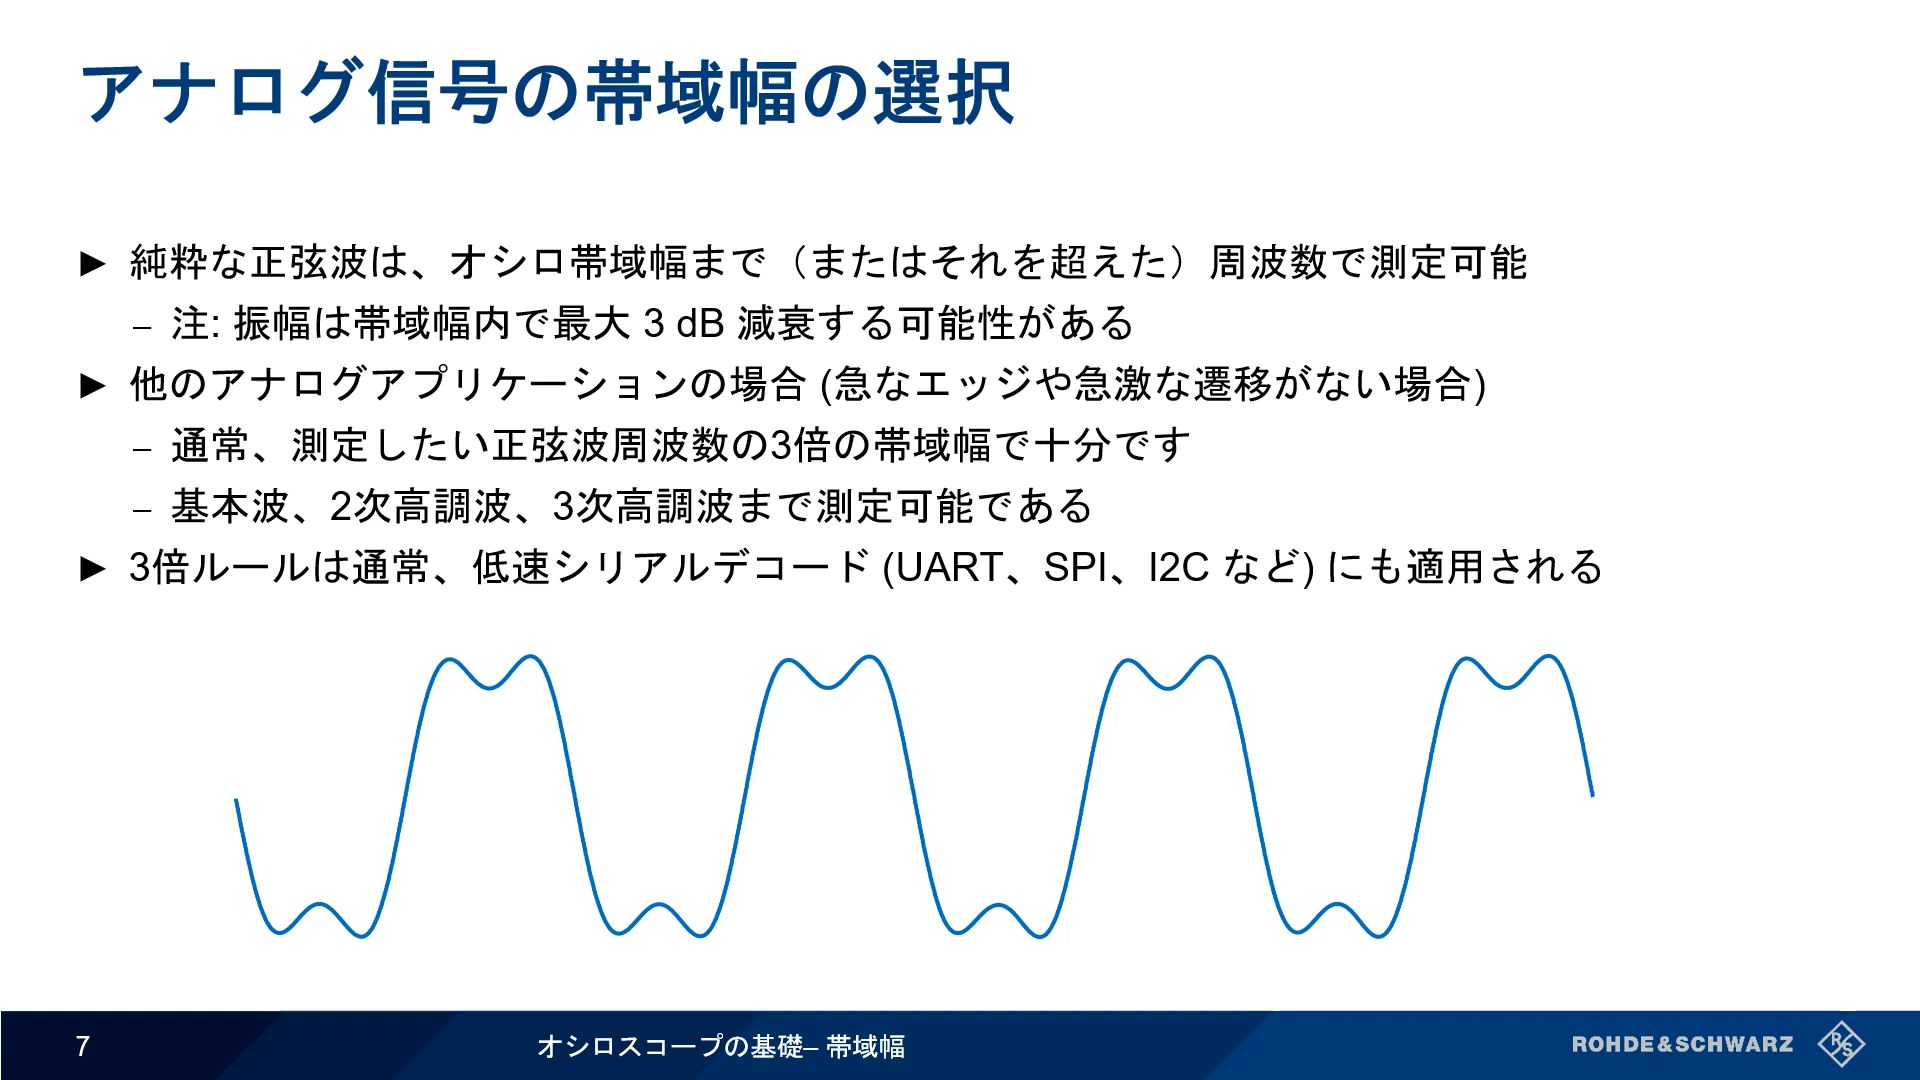 アナログ信号の帯域幅の選択
► 純粋な正弦波は、オシロ帯域幅まで（またはそれを超えた）周波数で測定可能
– 注: 振幅は帯域幅内で最大 3 dB 減衰する可能性がある
► 他のアナログアプリケーションの場合 (急なエッジや急激な遷移がない場合)
– 通常、測定したい正弦波周波数の3倍の帯域幅で十分です
– 基本波、2次高調波、3次高調波まで測定可能である
► 3倍ルールは通常、低速シリアルデコード (UART、SPI、I2C など) にも適用される
7
オシロスコープの基礎– 帯域幅
ROHDE&SCHWARZ
R&S